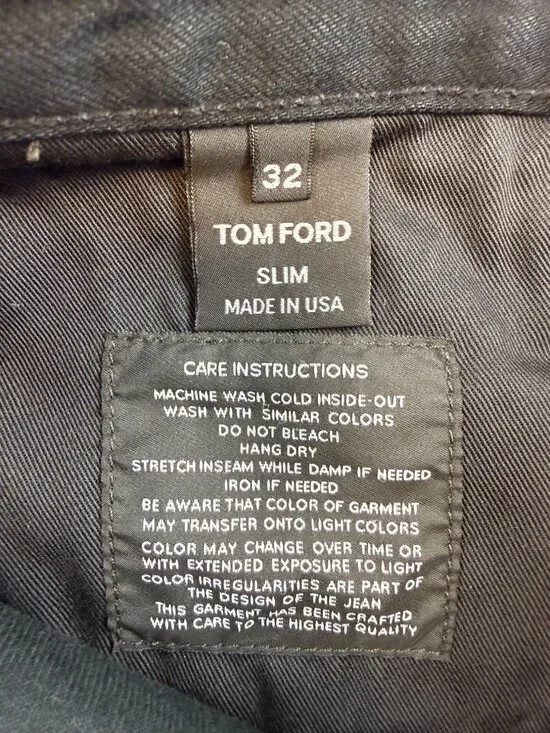 32
TOM FORD
SLIM
MADE IN USA
CARE INSTRUCTIONS
MACHINE WASH COLD INSIDE-OUT
WASH WITH SIMILAR COLORS
DO NOT BLEACH
HANG DRY
STRETCH INSEAM WHILE DAMP IF NEEDED
IRON IF NEEDED
BE AWARE THAT COLOR OF GARMENT
MAY TRANSFER ONTO LIGHT COLORS
COLOR MAY CHANGE OVER TIME OR
WITH EXTENDED EXPOSURE TO LIGHT
COLOR IRREGULARITIES ARE PART OF
THE DESIGN OF THE JEAN
THIS GARMENT HAS BEEN CRAFTED
WITH CARE TO THE HIGHEST QUALITY